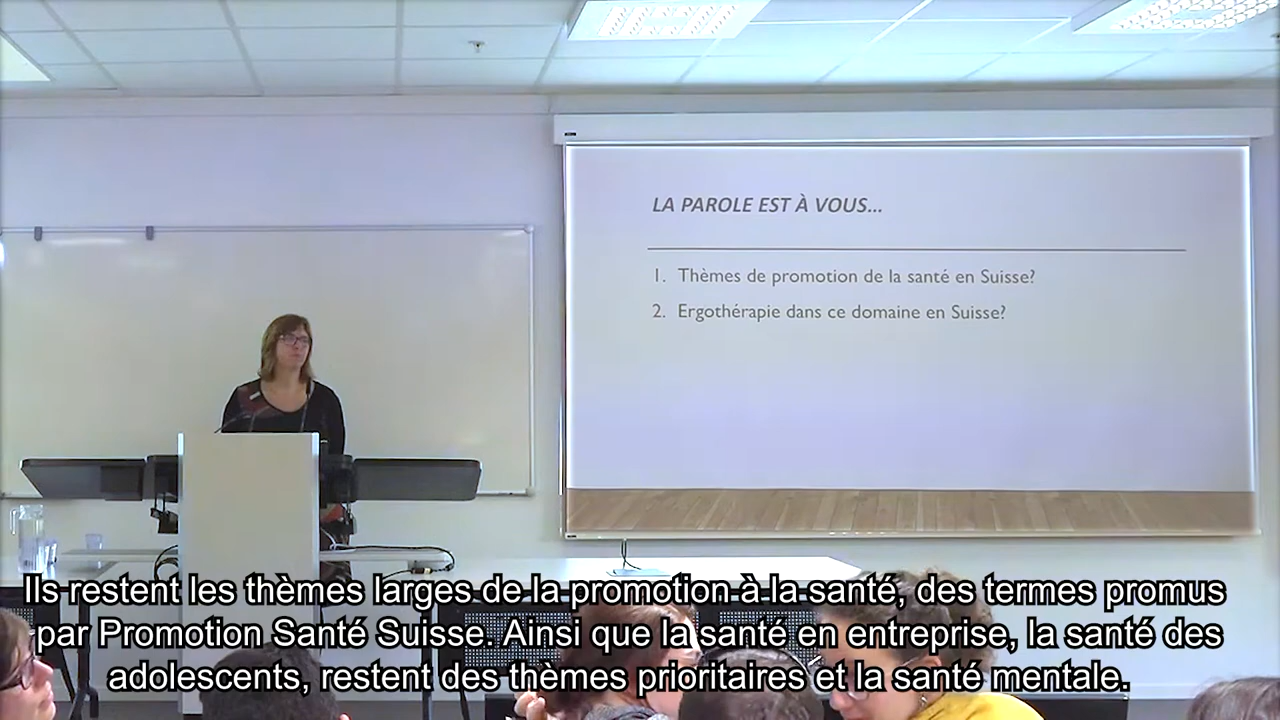 LA PAROLE EST À VOUS...
1. Thèmes de promotion de la santé en Suisse?
2. Ergothérapie dans ce domaine en Suisse?
Ils restent les thèmes larges de la promotion à la santé, des termes promus
par Promotion Santé Suisse. Ainsi que la santé en entreprise, la santé des
adolescents, restent des thèmes prioritaires et la santé mentale.